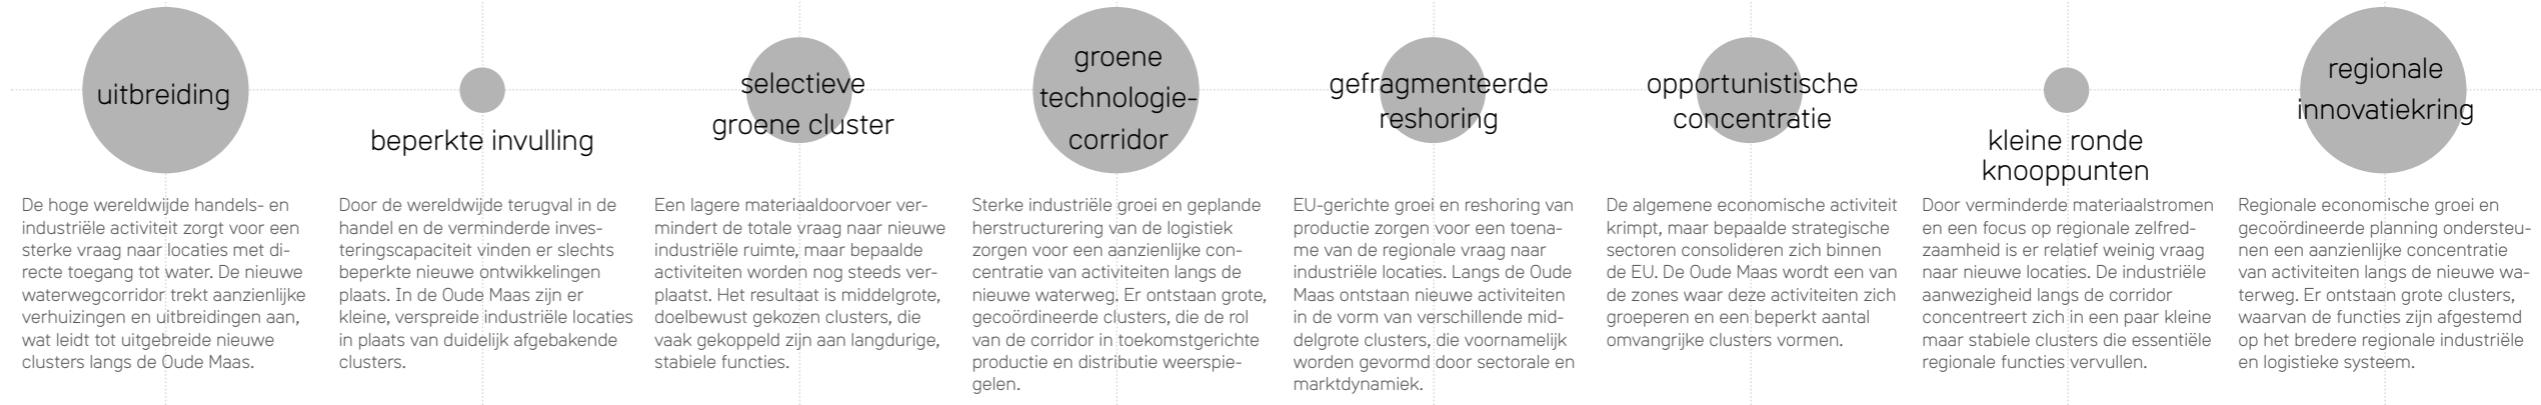 uitbreiding
De hoge wereldwijde handels- en
industriële activiteit zorgt voor een
sterke vraag naar locaties met di-
recte toegang tot water. De nieuwe
waterwegcorridor trekt aanzienlijke
verhuizingen en uitbreidingen aan,
wat leidt tot uitgebreide nieuwe
clusters langs de Oude Maas.
beperkte invulling
Door de wereldwijde terugval in de
handel en de verminderde inves-
teringscapaciteit vinden er slechts
beperkte nieuwe ontwikkelingen
plaats. In de Oude Maas zijn er
kleine, verspreide industriële locaties
in plaats van duidelijk afgebakende
clusters.
selectieve
groene cluster
Een lagere materiaaldoorvoer ver-
mindert de totale vraag naar nieuwe
industriële ruimte, maar bepaalde
activiteiten worden nog steeds ver-
plaatst. Het resultaat is middelgrote,
doelbewust gekozen clusters, die
vaak gekoppeld zijn aan langdurige,
stabiele functies.
groene
technologie-
corridor
Sterke industriële groei en geplande
herstructurering van de logistiek
zorgen voor een aanzienlijke con-
centratie van activiteiten langs de
nieuwe waterweg. Er ontstaan grote,
gecoördineerde clusters, die de rol
van de corridor in toekomstgerichte
productie en distributie weerspie-
gelen.
gefragmenteerde
reshoring
EU-gerichte groei en reshoring van
productie zorgen voor een toena-
me van de regionale vraag naar
industriële locaties. Langs de Oude
Maas ontstaan nieuwe activiteiten
in de vorm van verschillende mid-
delgrote clusters, die voornamelijk
worden gevormd door sectorale en
marktdynamiek.
opportunistische
concentratie
De algemene economische activiteit
krimpt, maar bepaalde strategische
sectoren consolideren zich binnen
de EU. De Oude Maas wordt een van
de zones waar deze activiteiten zich
groeperen en een beperkt aantal
omvangrijke clusters vormen.
kleine ronde
knooppunten
Door verminderde materiaalstromen
en een focus op regionale zelfred-
zaamheid is er relatief weinig vraag
naar nieuwe locaties. De industriële
aanwezigheid langs de corridor
concentreert zich in een paar kleine
maar stabiele clusters die essentiële
regionale functies vervullen.
regionale
innovatiekring
Regionale economische groei en
gecoördineerde planning ondersteu-
nen een aanzienlijke concentratie
van activiteiten langs de nieuwe wa-
terweg. Er ontstaan grote clusters,
waarvan de functies zijn afgestemd
op het bredere regionale industriële
en logistieke systeem.